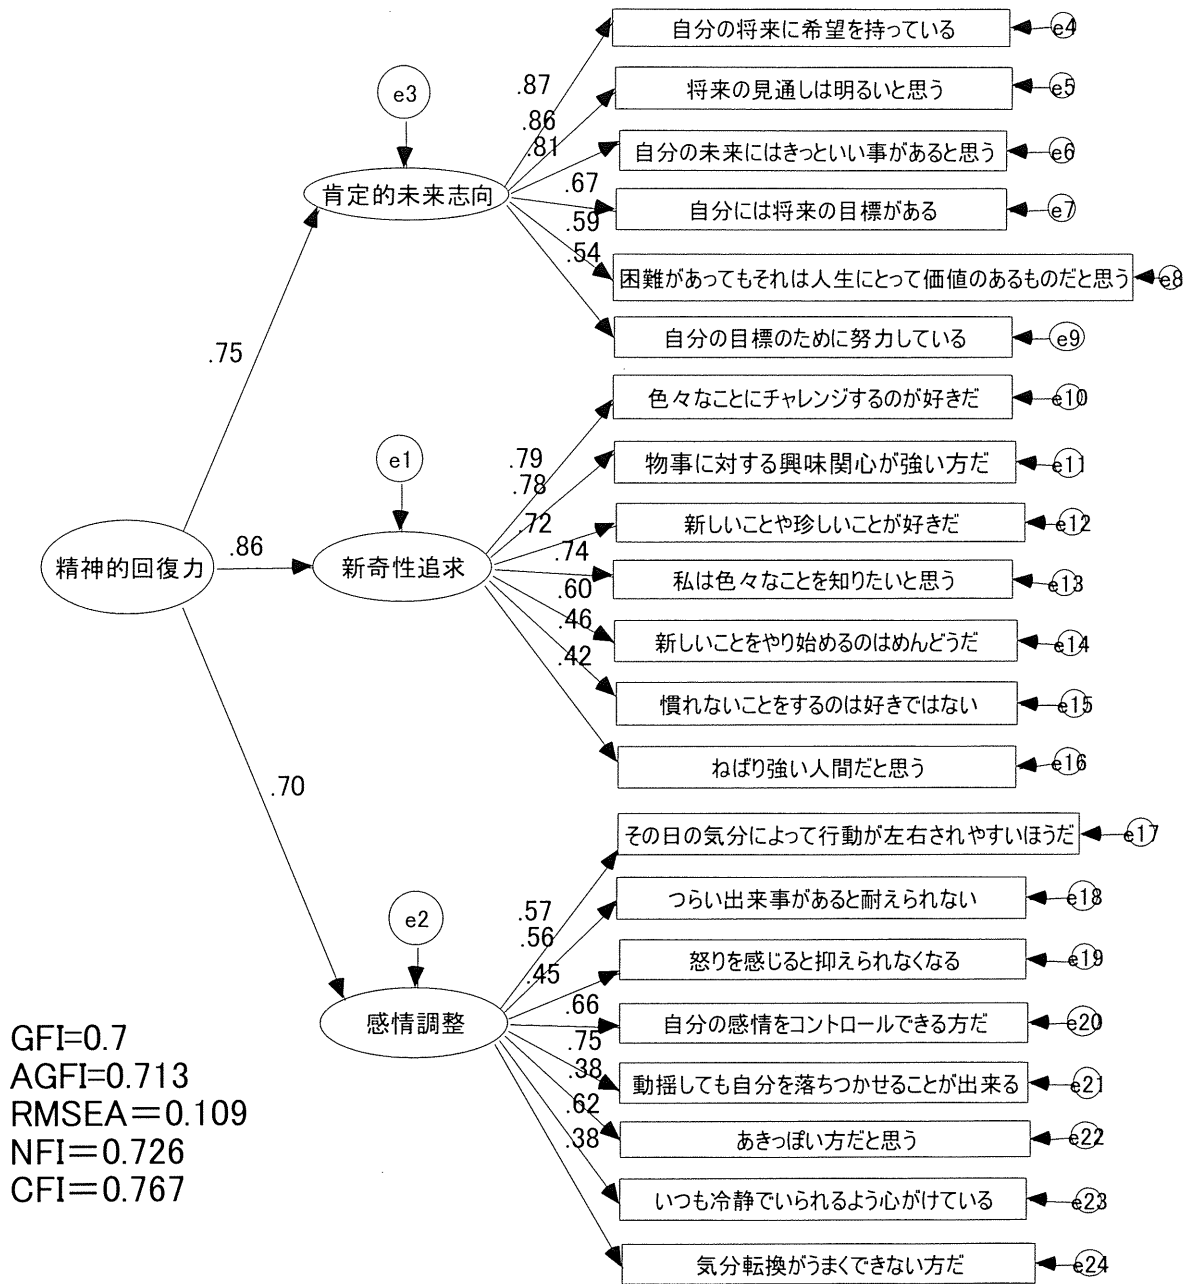 自分の将来に希望を持っている
e4
.87
将来の見通しは明るいと思う
e5
e3
.86
.81
自分の未来にはきっといい事があると思う
e6
肯定的未来志向
.67
自分には将来の目標がある
e7
.59
.54
困難があってもそれは人生にとって価値のあるものだと思う
e8
自分の目標のために努力している
e9
.75
色々なことにチャレンジするのが好きだ
e10
e1
.79
物事に対する興味関心が強い方だ
e11
.78
.72
新しいことや珍しいことが好きだ
e12
精神的回復力
.86
新奇性追求
.74
私は色々なことを知りたいと思う
e13
.60
.46
新しいことをやり始めるのはめんどうだ
e14
.42
慣れないことをするのは好きではない
e15
ねばり強い人間だと思う
e16
.70
その日の気分によって行動が左右されやすいほうだ
e17
つらい出来事があると耐えられない
e18
e2
.57
.56
怒りを感じると抑えられなくなる
e19
.45
感情調整
.66
自分の感情をコントロールできる方だ
e20
.75
.38
動揺しても自分を落ちつかせることが出来る
e21
.62
あきっぽい方だと思う
e22
.38
いつも冷静でいられるよう心がけている
e23
気分転換がうまくできない方だ
e24
GFI=0.7
AGFI=0.713
RMSEA＝0.109
NFI＝0.726
CFI＝0.767